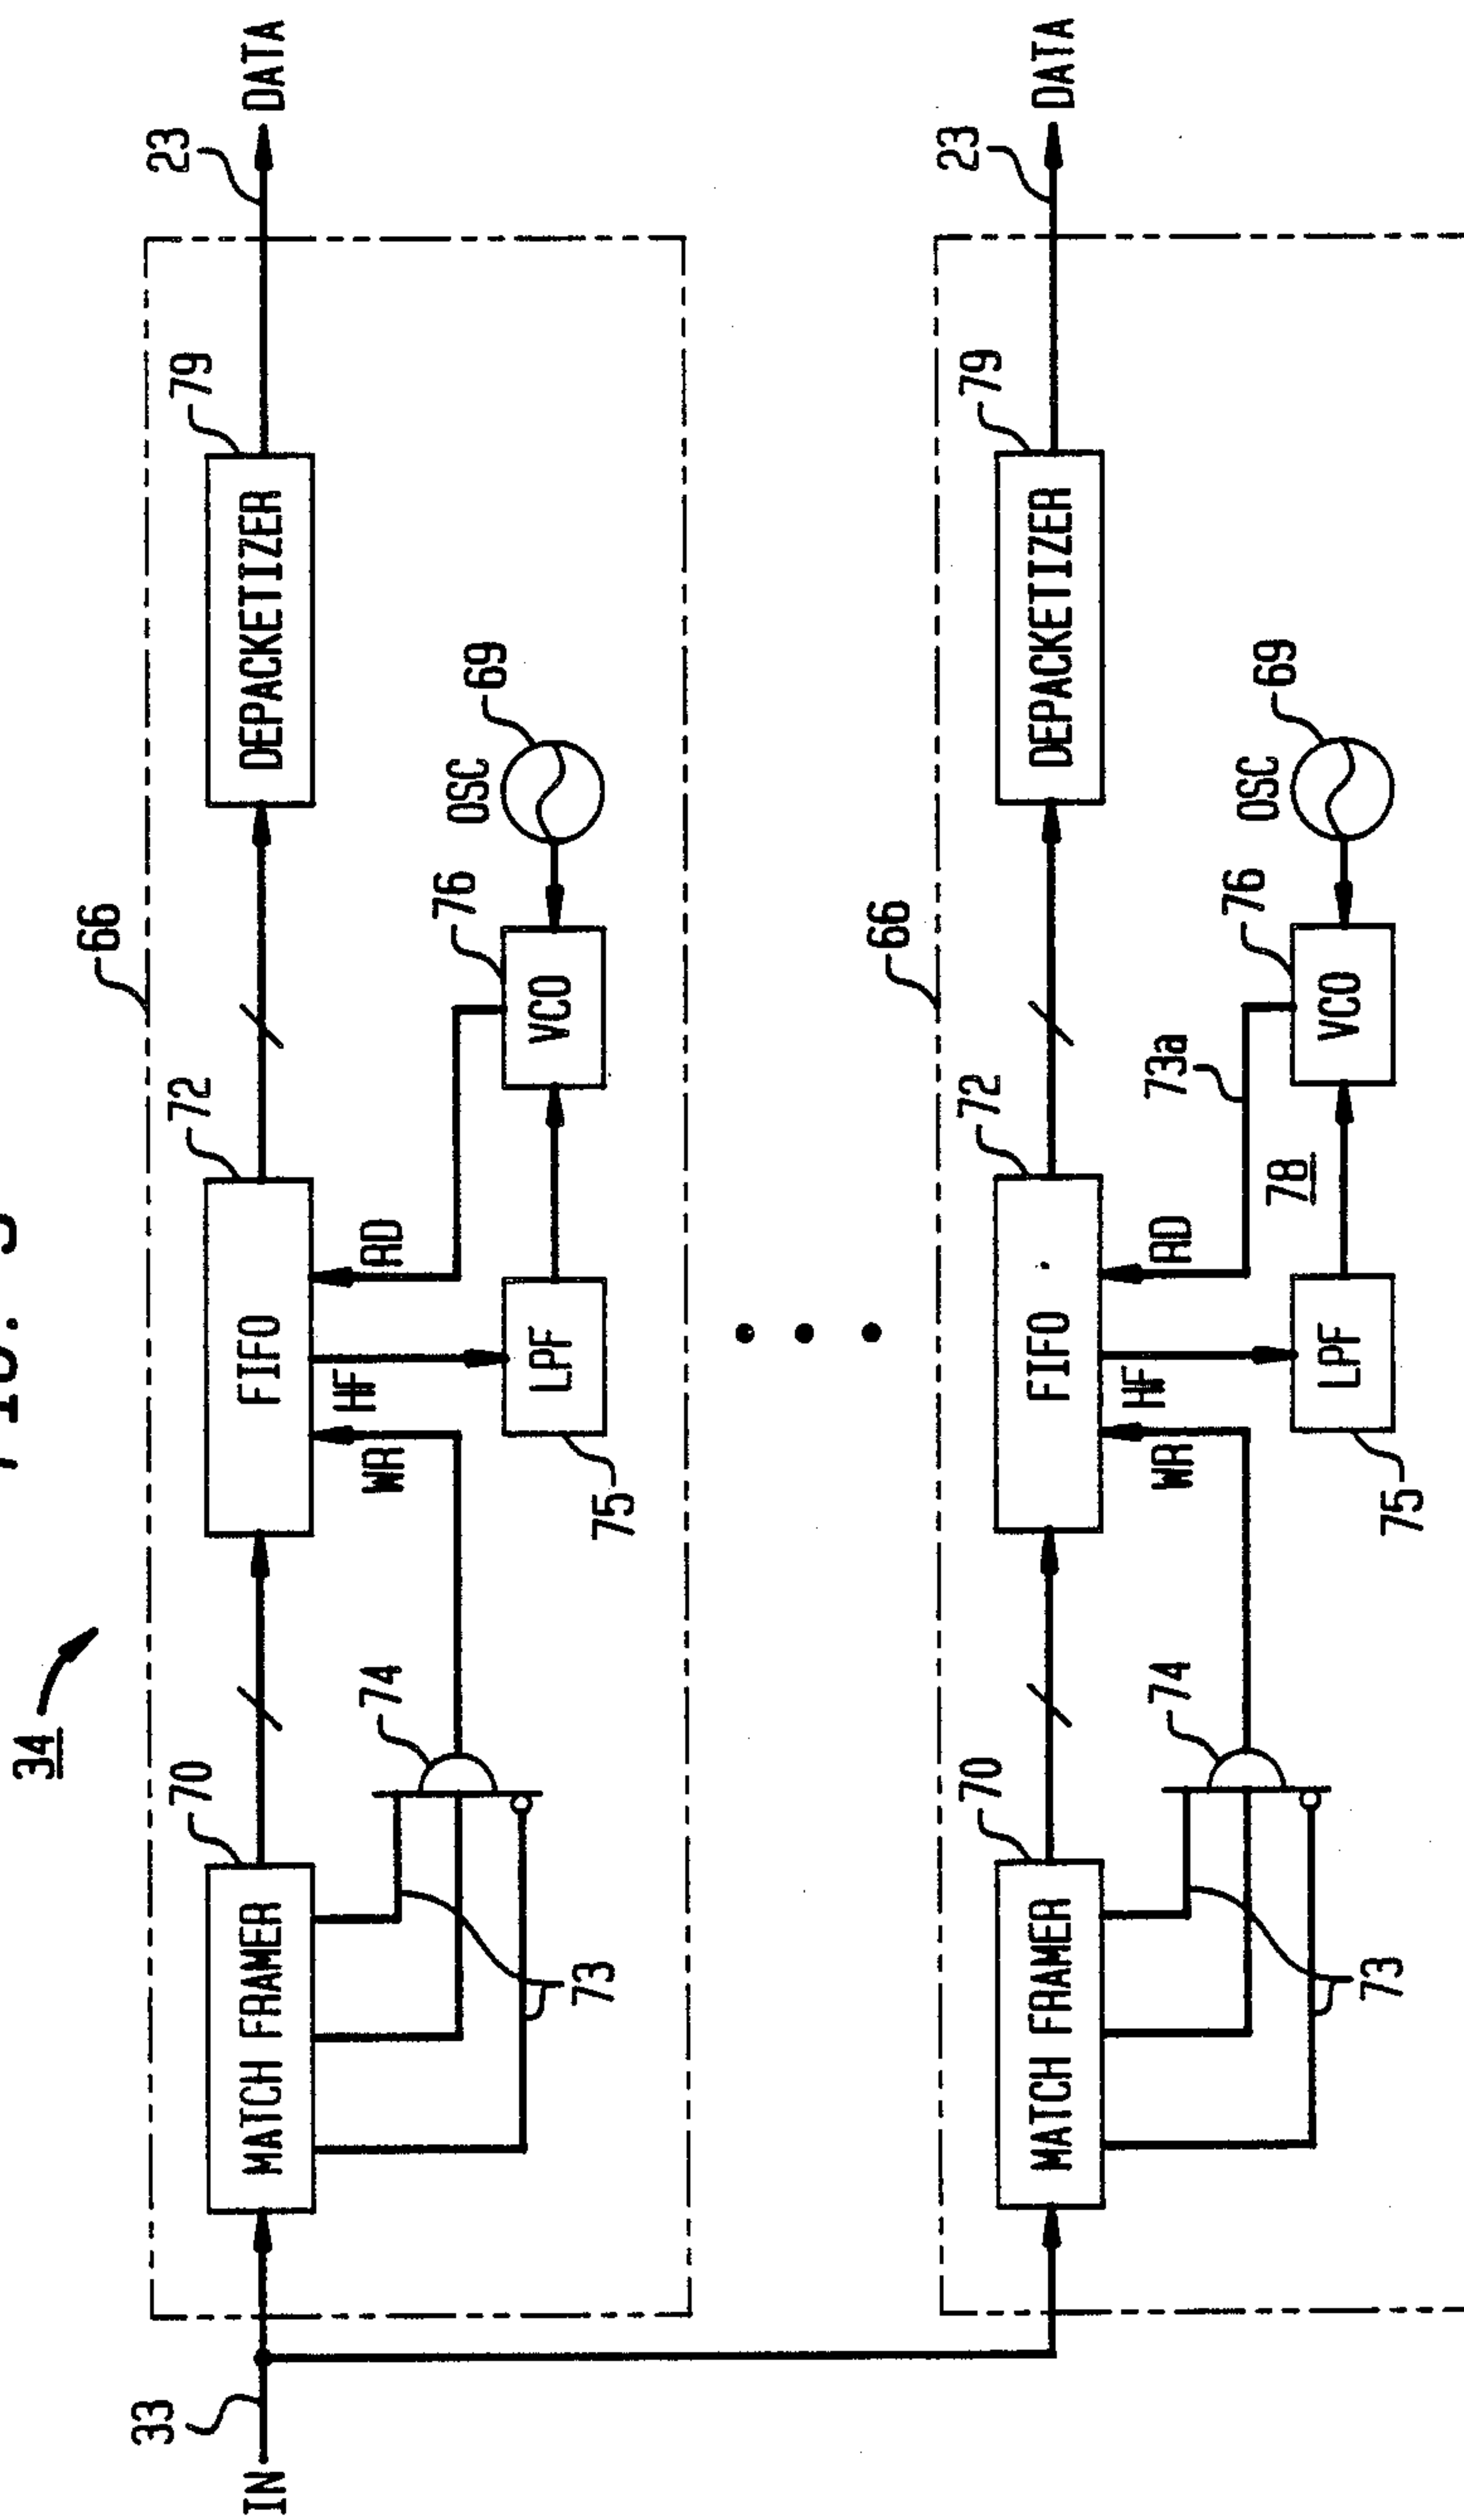 34
66
IN
33
MATCH FRAMER
70
FIFO
72
DEPACKETIZER
79
23
DATA
73
74
WR
HF
RD
LPF
75
VCO
76
OSC
69
66
MATCH FRAMER
70
FIFO
72
DEPACKETIZER
79
23
DATA
73
74
WR
HF
RD
73a
78
LPF
75
VCO
76
OSC
69